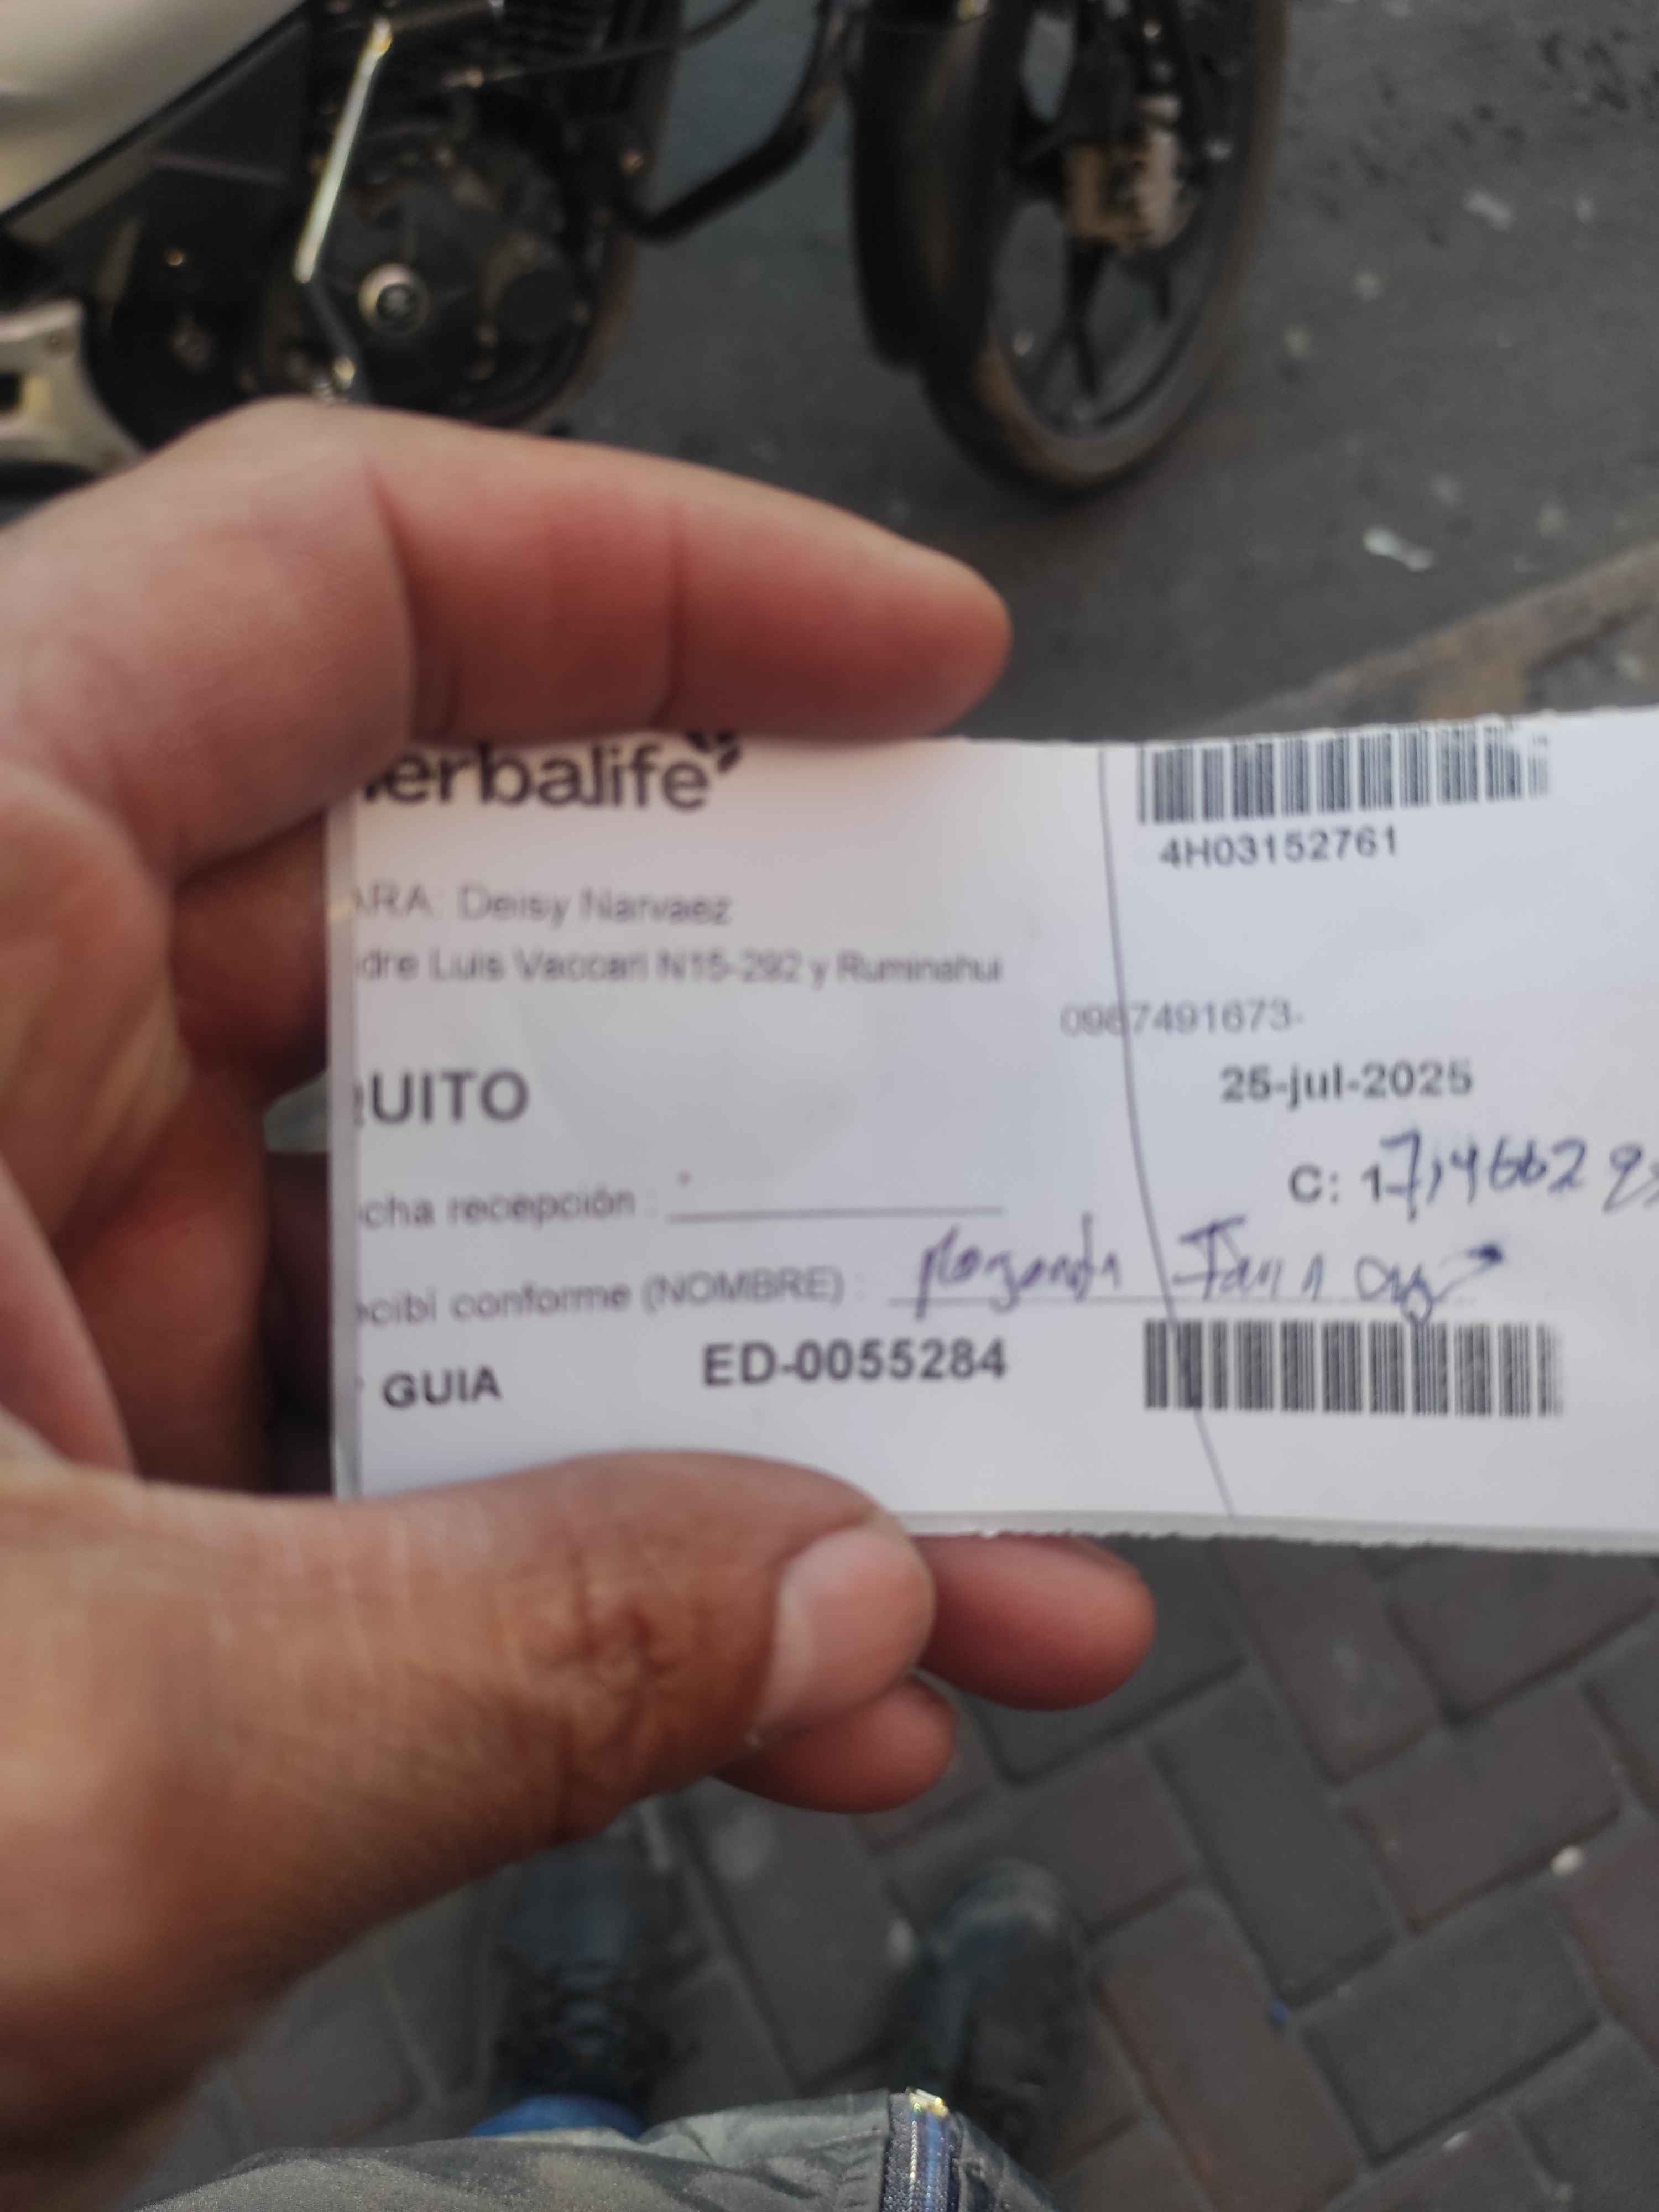 erbalife
4H03152761
ARA: Deisy Narvaez
dre Luis Vaccari N15-292 y Ruminahui
0987491673-
UITO
25-jul-2025
C: 1714662
cha recepción :
ecibí conforme (NOMBRE) :
GUIA ED-0055284